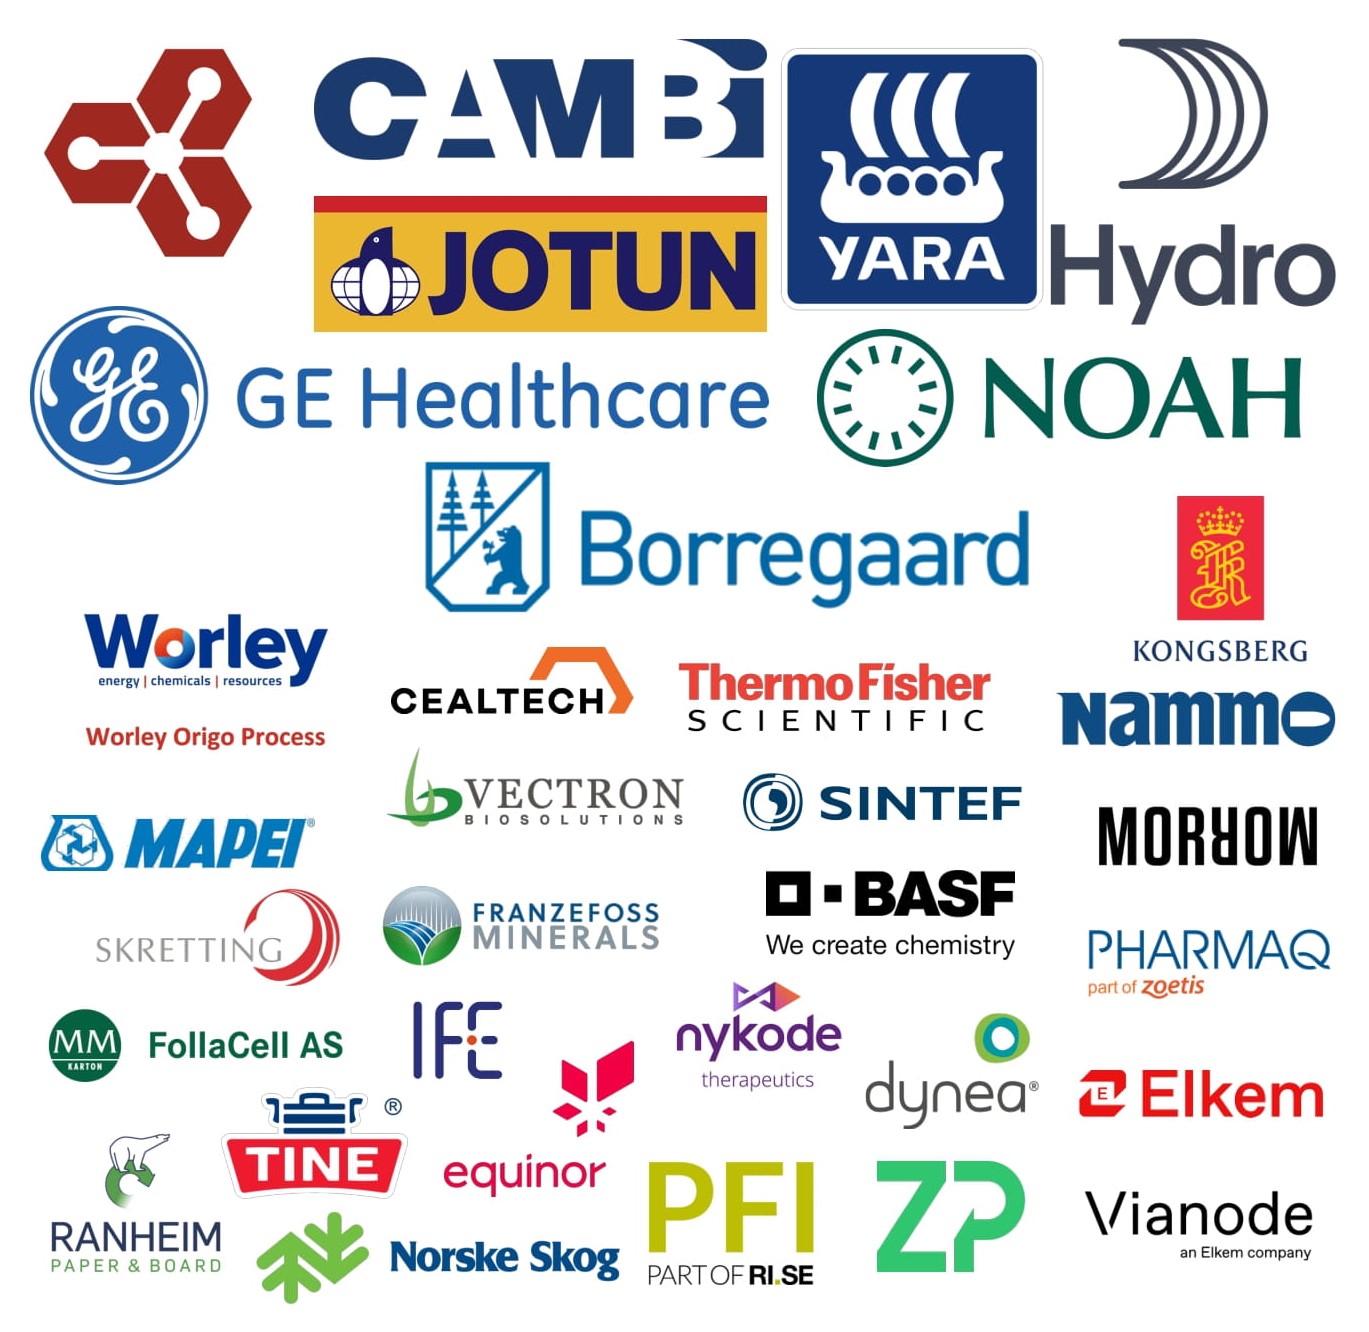 CAMBi
JOTUN
YARA
Hydro
GE
GE Healthcare
NOAH
Borregaard
K
KONGSBERG
Worley
energy | chemicals | resources
Worley Origo Process
CEALTECH
ThermoFisher
SCIENTIFIC
Nammo
VECTRON
BIOSOLUTIONS
SINTEF
MORROW
MAPEI®
SKRETTING
FRANZEFOSS
MINERALS
BASF
We create chemistry
PHARMAQ
part of zoetis
MM
KARTON
FollaCell AS
IFE
nykode
therapeutics
dynea®
E
Elkem
TINE ®
equinor
RANHEIM
PAPER & BOARD
Norske Skog
PFI
PART OF RI.SE
ZP
Vianode
an Elkem company